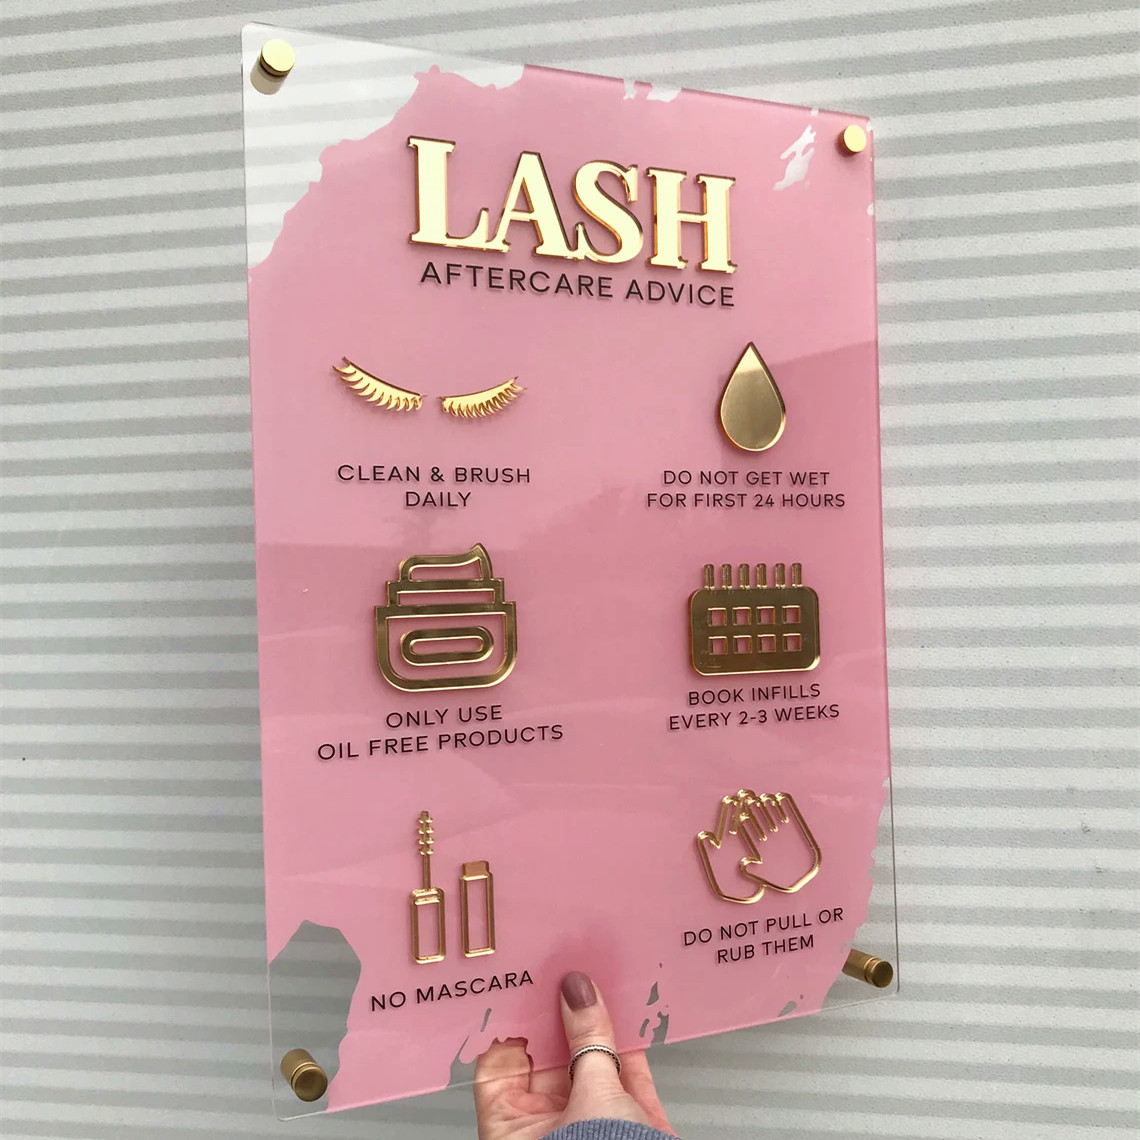 LASH
AFTERCARE ADVICE
CLEAN & BRUSH
DAILY
DO NOT GET WET
FOR FIRST 24 HOURS
ONLY USE
OIL FREE PRODUCTS
BOOK INFILLS
EVERY 2-3 WEEKS
NO MASCARA
DO NOT PULL OR
RUB THEM